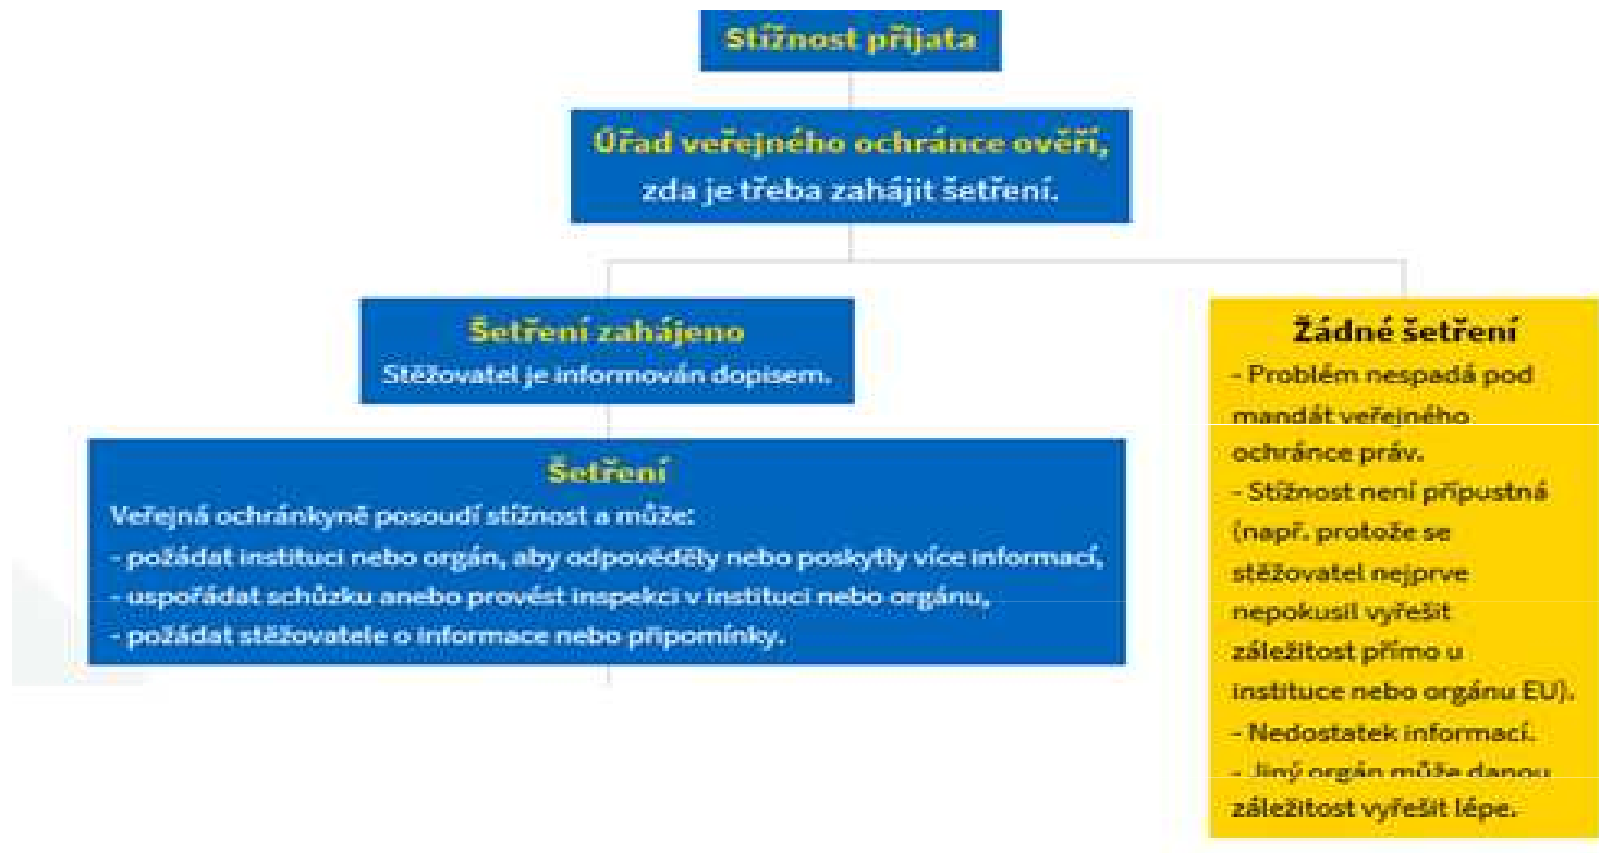 Stížnost přijata
Úřad veřejného ochránce ověří,
zda je třeba zahájit šetření.
Šetření zahájeno
Stěžovatel je informován dopisem.
Šetření
Veřejná ochránkyně posoudí stížnost a může:
- požádat instituci nebo orgán, aby odpověděly nebo poskytly více informací,
- uspořádat schůzku anebo provést inspekci v instituci nebo orgánu,
- požádat stěžovatele o informace nebo připomínky.
Žádné šetření
- Problém nespadá pod
mandát veřejného
ochránce práv.
- Stížnost není přípustná
(např. protože se
stěžovatel nejprve
nepokusil vyřešit
záležitost přímo u
instituce nebo orgánu EU).
- Nedostatek informací.
- Jiný orgán může danou
záležitost vyřešit lépe.